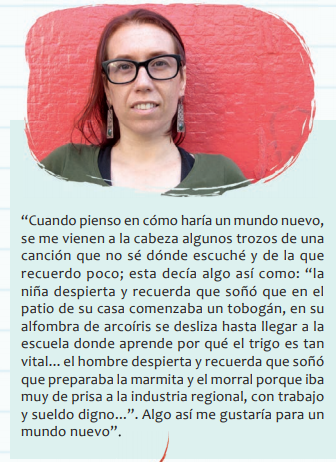 “Cuando pienso en cómo haría un mundo nuevo,
se me vienen a la cabeza algunos trozos de una
canción que no sé dónde escuché y de la que
recuerdo poco; esta decía algo así como: “la
niña despierta y recuerda que soñó que en el
patio de su casa comenzaba un tobogán, en su
alfombra de arcoíris se desliza hasta llegar a la
escuela donde aprende por qué el trigo es tan
vital... el hombre despierta y recuerda que soñó
que preparaba la marmita y el morral porque iba
muy de prisa a la industria regional, con trabajo
y sueldo digno...”. Algo así me gustaría para un
mundo nuevo”.